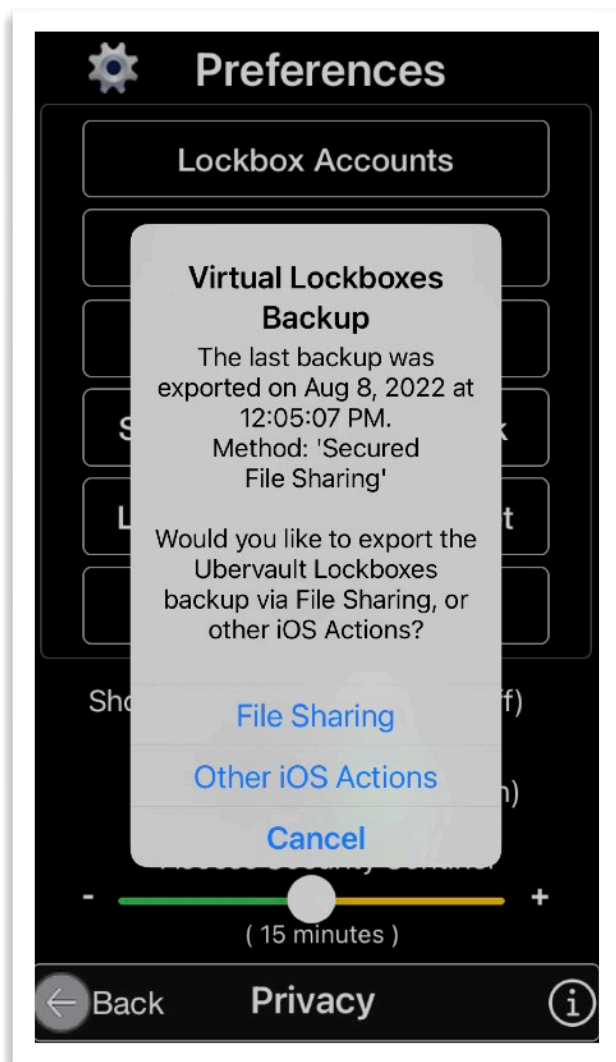 Preferences
Lockbox Accounts
Virtual Lockboxes
Backup
The last backup was
exported on Aug 8, 2022 at
12:05:07 PM.
Method: 'Secured
File Sharing'
Would you like to export the
Ubervault Lockboxes
backup via File Sharing, or
other iOS Actions?
File Sharing
Other iOS Actions
Cancel
- +
( 15 minutes )
Back Privacy